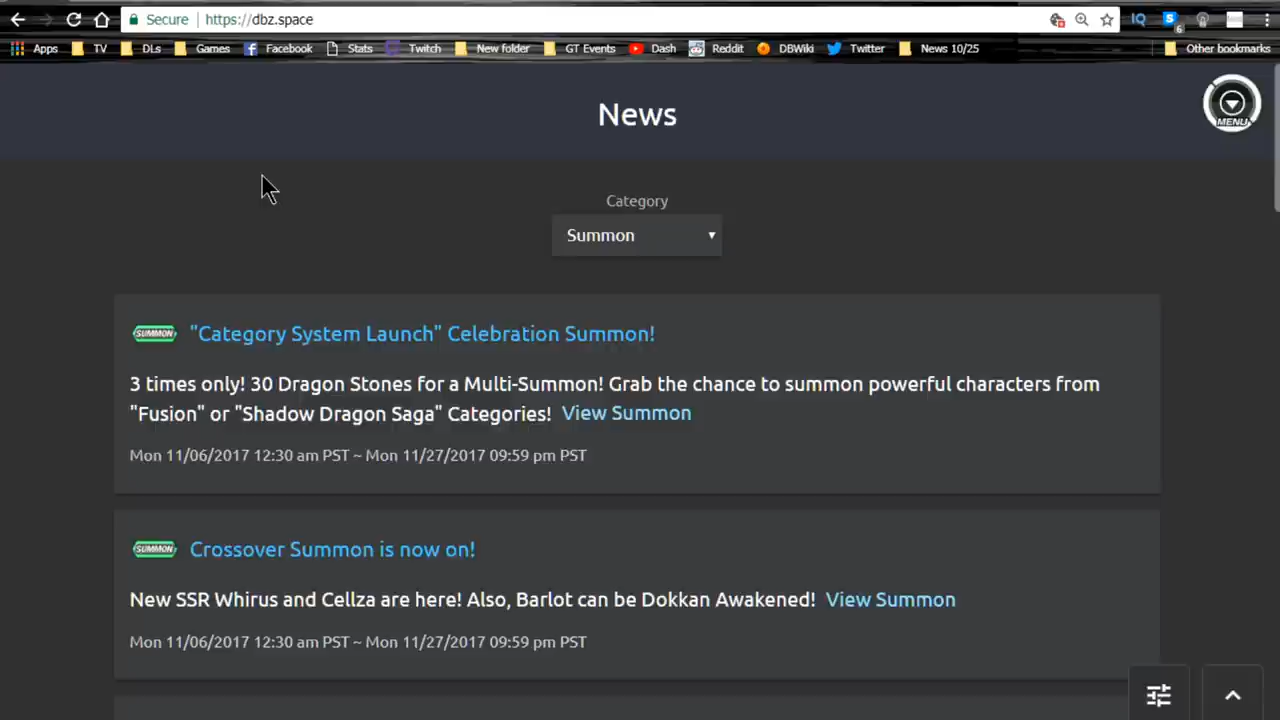 Secure https://dbz.space
Apps TV DLs Games Facebook Stats Twitch New folder GT Events Dash Reddit DBWiki Twitter News 10/25 Other bookmarks
6
News
MENU
Category
Summon
SUMMON "Category System Launch" Celebration Summon!
3 times only! 30 Dragon Stones for a Multi-Summon! Grab the chance to summon powerful characters from
"Fusion" or "Shadow Dragon Saga" Categories! View Summon
Mon 11/06/2017 12:30 am PST ~ Mon 11/27/2017 09:59 pm PST
SUMMON Crossover Summon is now on!
New SSR Whirus and Cellza are here! Also, Barlot can be Dokkan Awakened! View Summon
Mon 11/06/2017 12:30 am PST ~ Mon 11/27/2017 09:59 pm PST